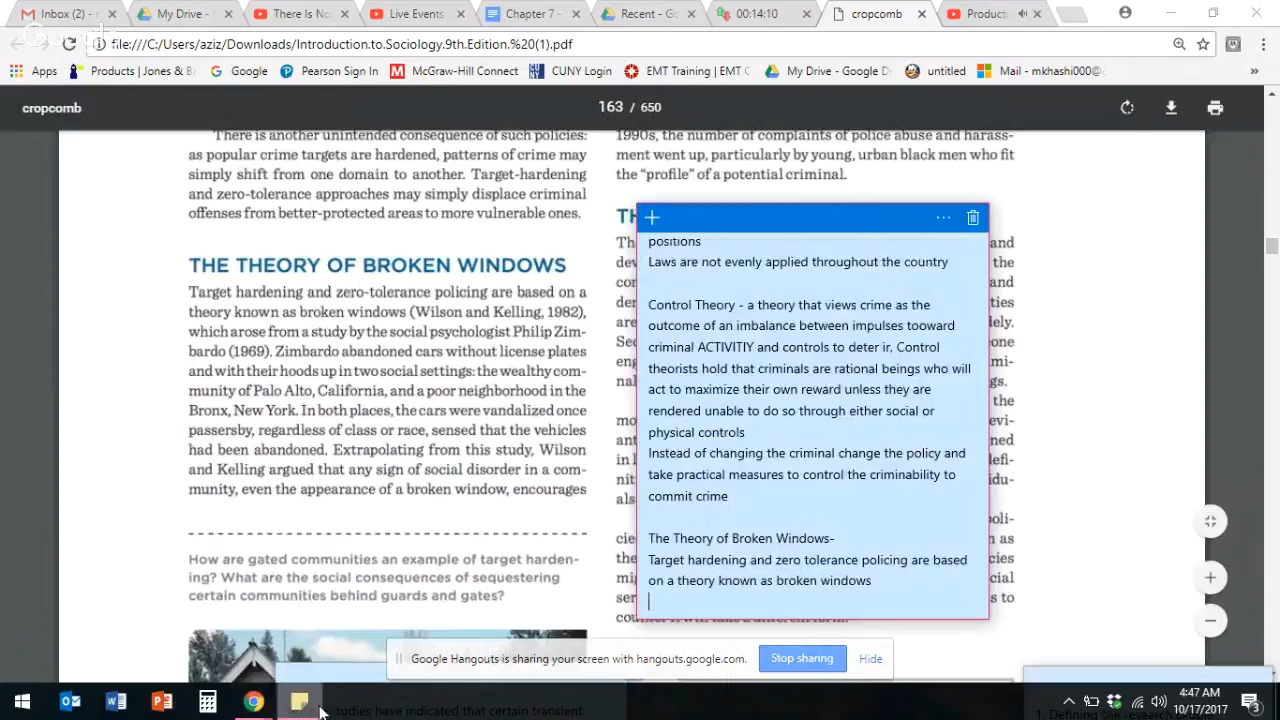 Inbox (2) -
My Drive -
There Is No
Live Events
Chapter 7 -
Recent - Go
00:14:10
cropcomb
Product
file:///C:/Users/aziz/Downloads/Introduction.to.Sociology.9th.Edition.%20(1).pdf
Apps
Products | Jones & B
Google
Pearson Sign In
McGraw-Hill Connect
CUNY Login
EMT Training | EMT C
My Drive - Google D
untitled
Mail - mkhashi000@
»
cropcomb
163 / 650
There is another unintended consequence of such policies:
as popular crime targets are hardened, patterns of crime may
simply shift from one domain to another. Target-hardening
and zero-tolerance approaches may simply displace criminal
offenses from better-protected areas to more vulnerable ones.
THE THEORY OF BROKEN WINDOWS
Target hardening and zero-tolerance policing are based on a
theory known as broken windows (Wilson and Kelling, 1982),
which arose from a study by the social psychologist Philip Zim-
bardo (1969). Zimbardo abandoned cars without license plates
and with their hoods up in two social settings: the wealthy com-
munity of Palo Alto, California, and a poor neighborhood in the
Bronx, New York. In both places, the cars were vandalized once
passersby, regardless of class or race, sensed that the vehicles
had been abandoned. Extrapolating from this study, Wilson
and Kelling argued that any sign of social disorder in a com-
munity, even the appearance of a broken window, encourages
How are gated communities an example of target harden-
ing? What are the social consequences of sequestering
certain communities behind guards and gates?
1990s, the number of complaints of police abuse and harass-
ment went up, particularly by young, urban black men who fit
the "profile" of a potential criminal.
positions
Laws are not evenly applied throughout the country
Control Theory - a theory that views crime as the
outcome of an imbalance between impulses tooward
criminal ACTIVITIY and controls to deter ir. Control
theorists hold that criminals are rational beings who will
act to maximize their own reward unless they are
rendered unable to do so through either social or
physical controls
Instead of changing the criminal change the policy and
take practical measures to control the criminability to
commit crime
The Theory of Broken Windows-
Target hardening and zero tolerance policing are based
on a theory known as broken windows
Google Hangouts is sharing your screen with hangouts.google.com.
Stop sharing
Hide
studies have indicated that certain transient
4:47 AM
10/17/2017
3